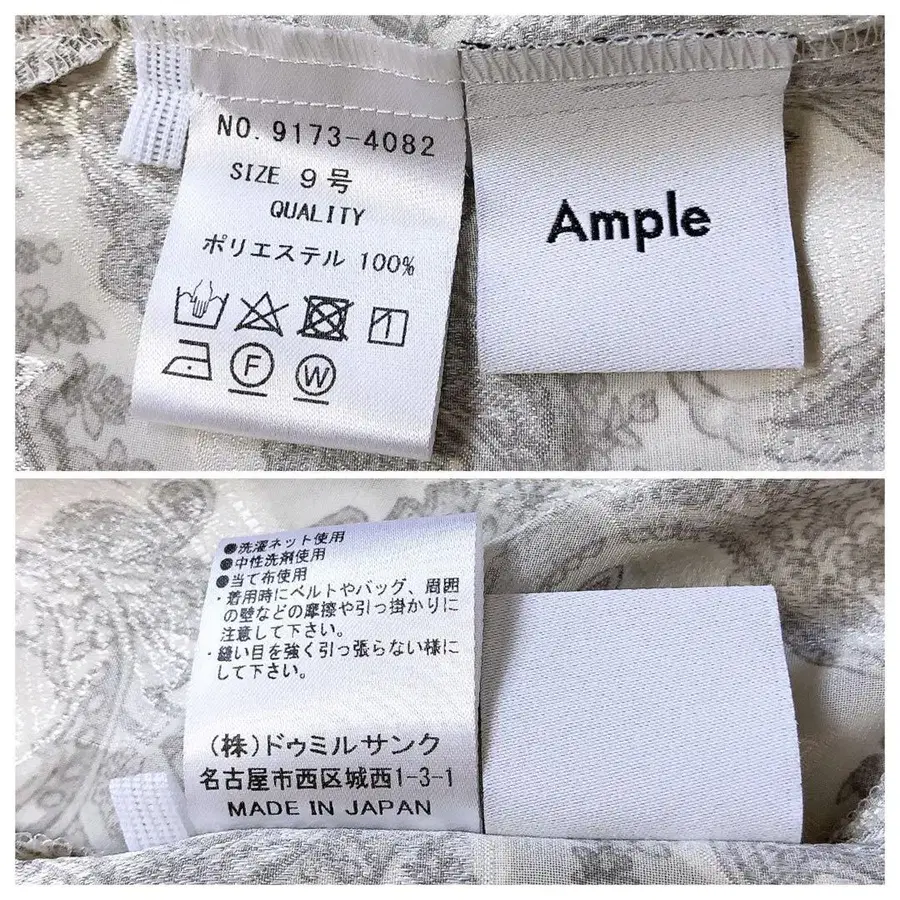 NO. 9173-4082
SIZE 9号
QUALITY
ポリエステル 100%
F
W
Ample
●洗濯ネット使用
●中性洗剤使用
●当て布使用
・着用時にベルトやバッグ、周囲
の壁などの摩擦や引っ掛かりに
注意して下さい。
・縫い目を強く引っ張らない様に
して下さい。
(株)ドゥミルサンク
名古屋市西区城西1-3-1
MADE IN JAPAN